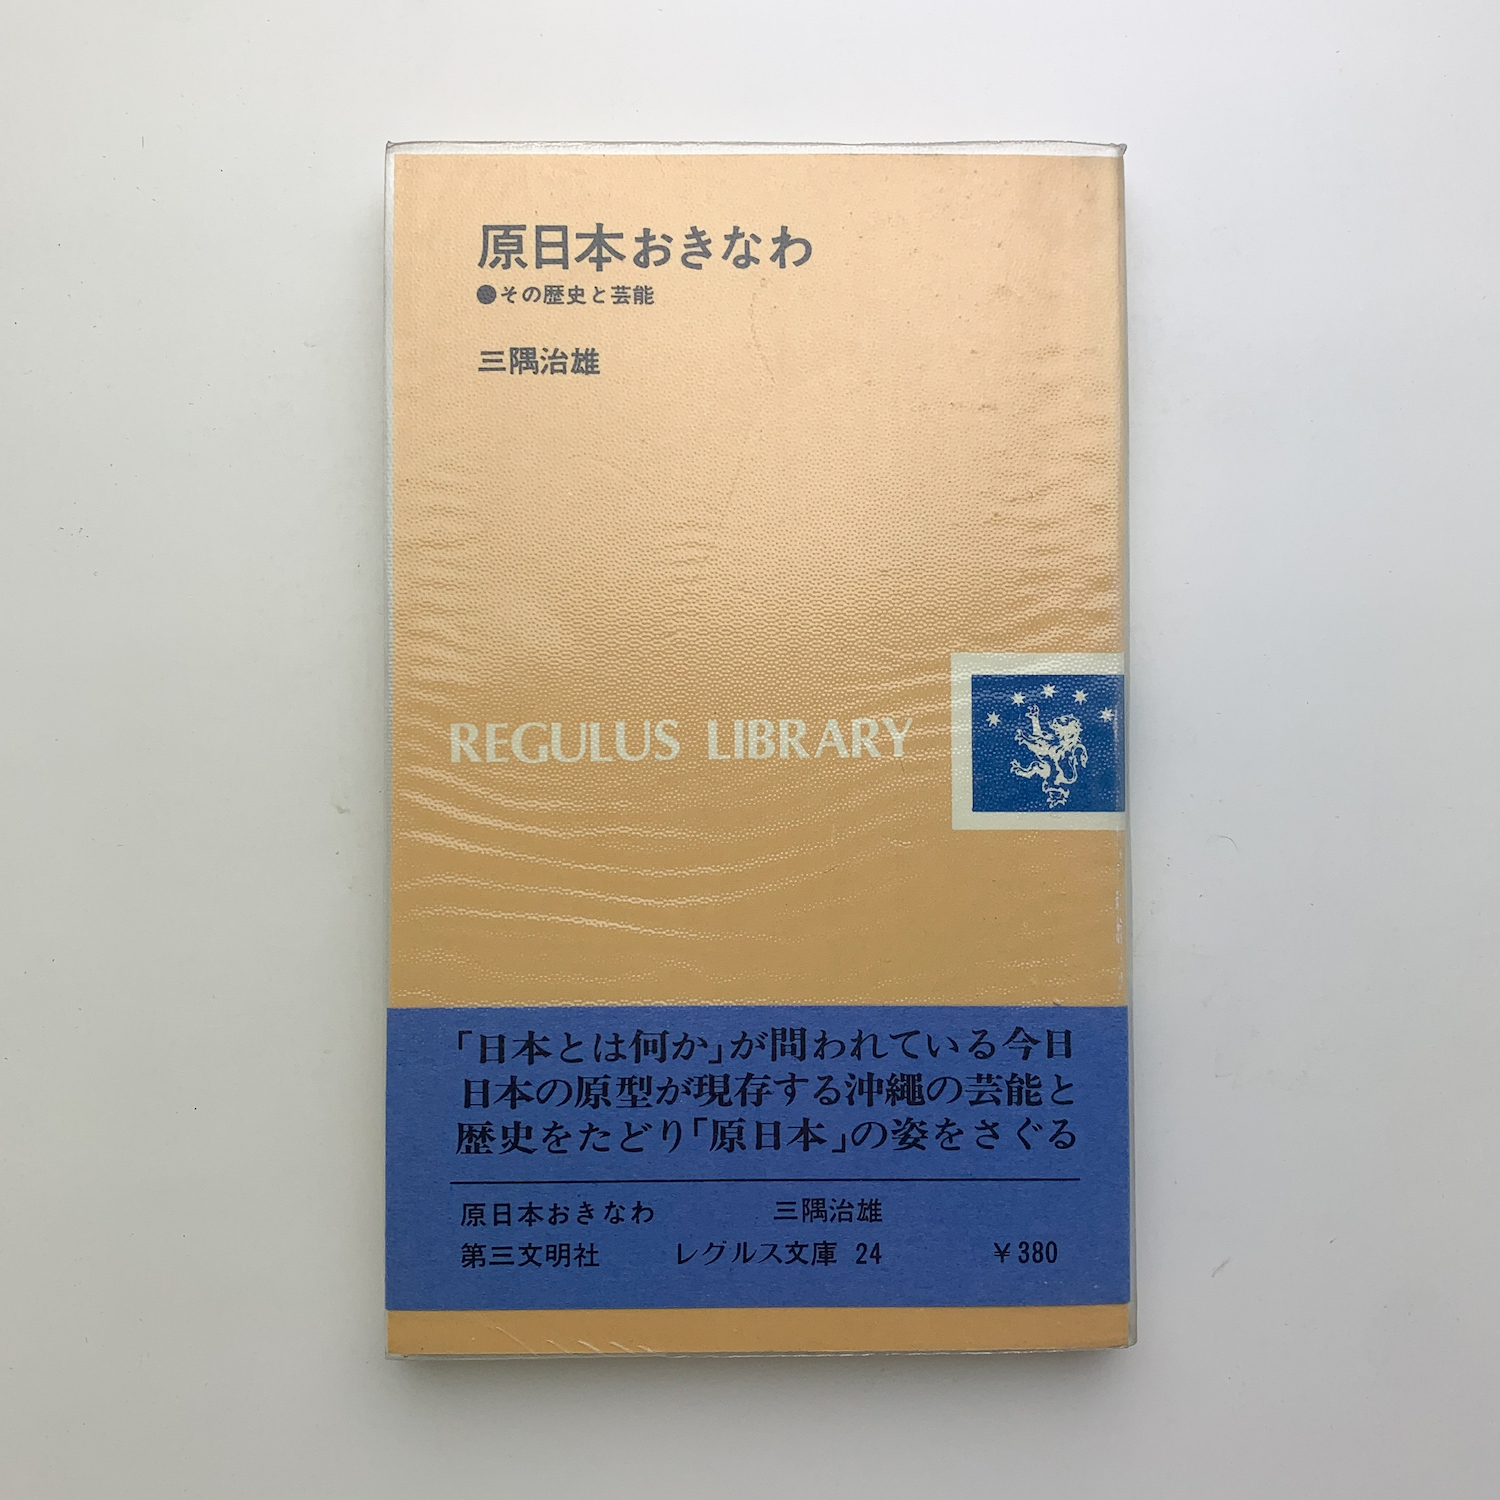 原日本おきなわ
●その歴史と芸能
三隅治雄
REGULUS LIBRARY
「日本とは何か」が問われている今日
日本の原型が現存する沖繩の芸能と
歴史をたどり「原日本」の姿をさぐる
原日本おきなわ 三隅治雄
第三文明社 レグルス文庫 24 ￥380